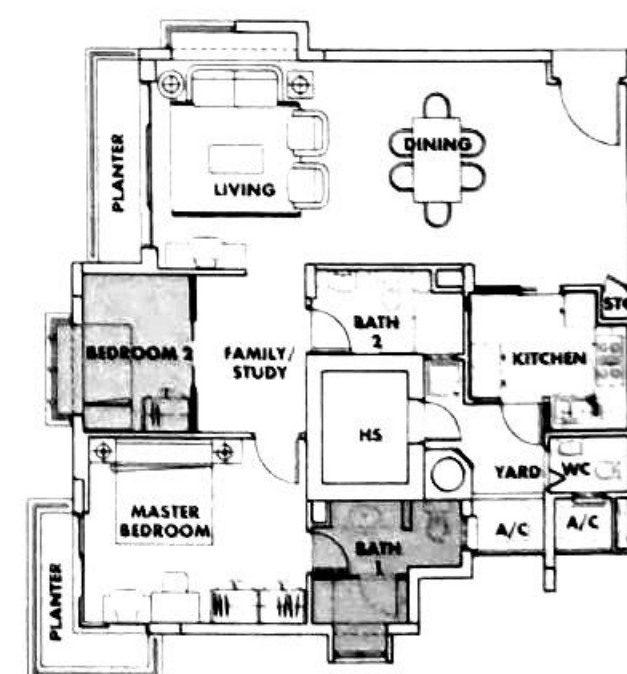 PLANTER
LIVING
DINING
STO
BEDROOM 2
FAMILY/
STUDY
BATH
2
KITCHEN
HS
YARD
WC
MASTER
BEDROOM
BATH
1
A/C
A/C
PLANTER